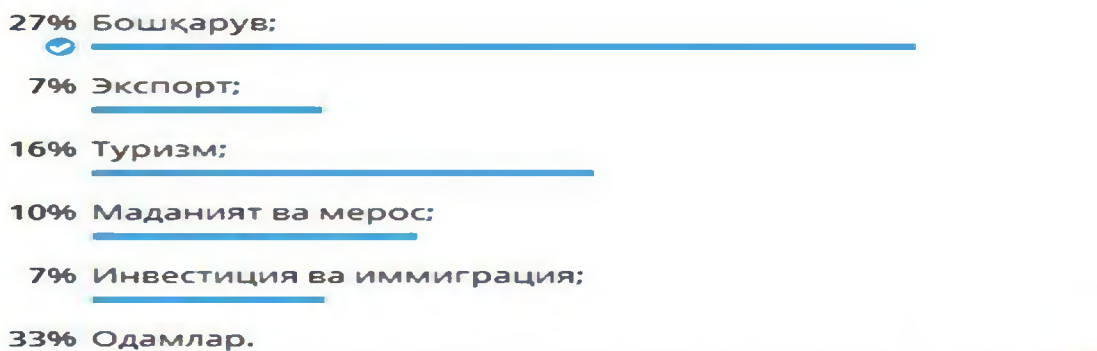 27% Бошқарув;
7% Экспорт;
16% Туризм;
10% Маданият ва мерос;
7% Инвестиция ва иммиграция;
33% Одамлар.